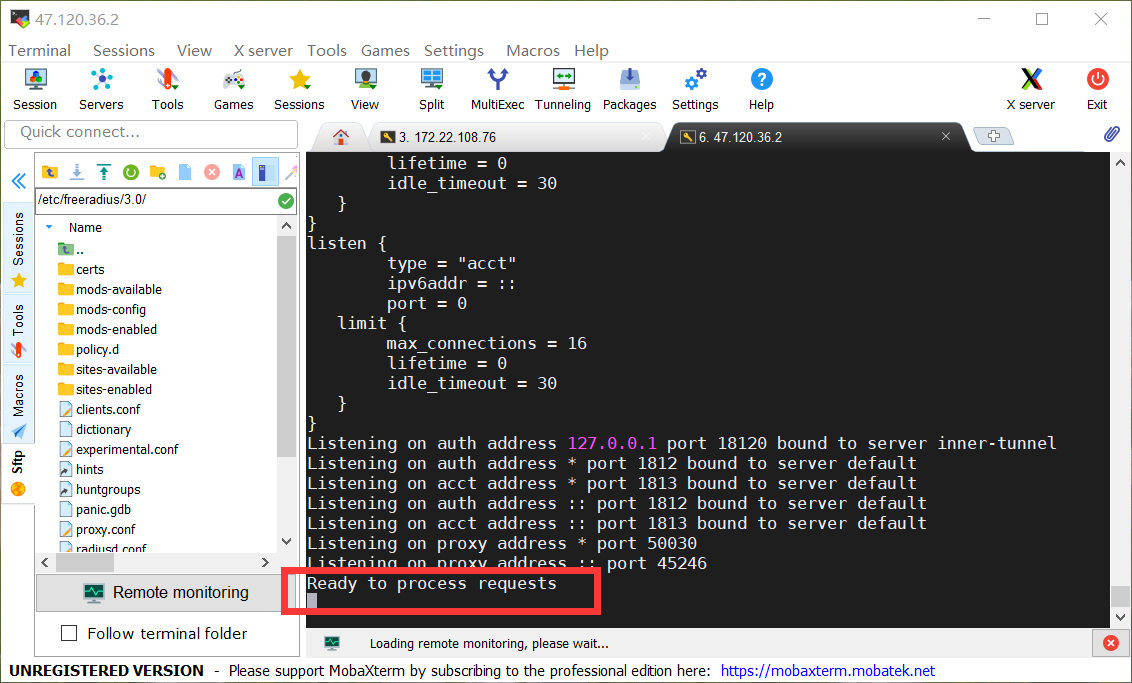 47.120.36.2
Terminal Sessions View X server Tools Games Settings Macros Help
Session Servers Tools Games Sessions View Split MultiExec Tunneling Packages Settings Help X server Exit
Quick connect...
3. 172.22.108.76
6. 47.120.36.2
Sessions
Tools
Macros
Sftp
/etc/freeradius/3.0/
Name
..
certs
mods-available
mods-config
mods-enabled
policy.d
sites-available
sites-enabled
clients.conf
dictionary
experimental.conf
hints
huntgroups
panic.gdb
proxy.conf
radiusd.conf
Remote monitoring
Follow terminal folder
lifetime = 0
idle_timeout = 30
}
}
listen {
type = "acct"
ipv6addr = ::
port = 0
limit {
max_connections = 16
lifetime = 0
idle_timeout = 30
}
}
Listening on auth address 127.0.0.1 port 18120 bound to server inner-tunnel
Listening on auth address * port 1812 bound to server default
Listening on acct address * port 1813 bound to server default
Listening on auth address :: port 1812 bound to server default
Listening on acct address :: port 1813 bound to server default
Listening on proxy address * port 50030
Listening on proxy address :: port 45246
Ready to process requests
Loading remote monitoring, please wait...
UNREGISTERED VERSION - Please support MobaXterm by subscribing to the professional edition here: https://mobaxterm.mobatek.net